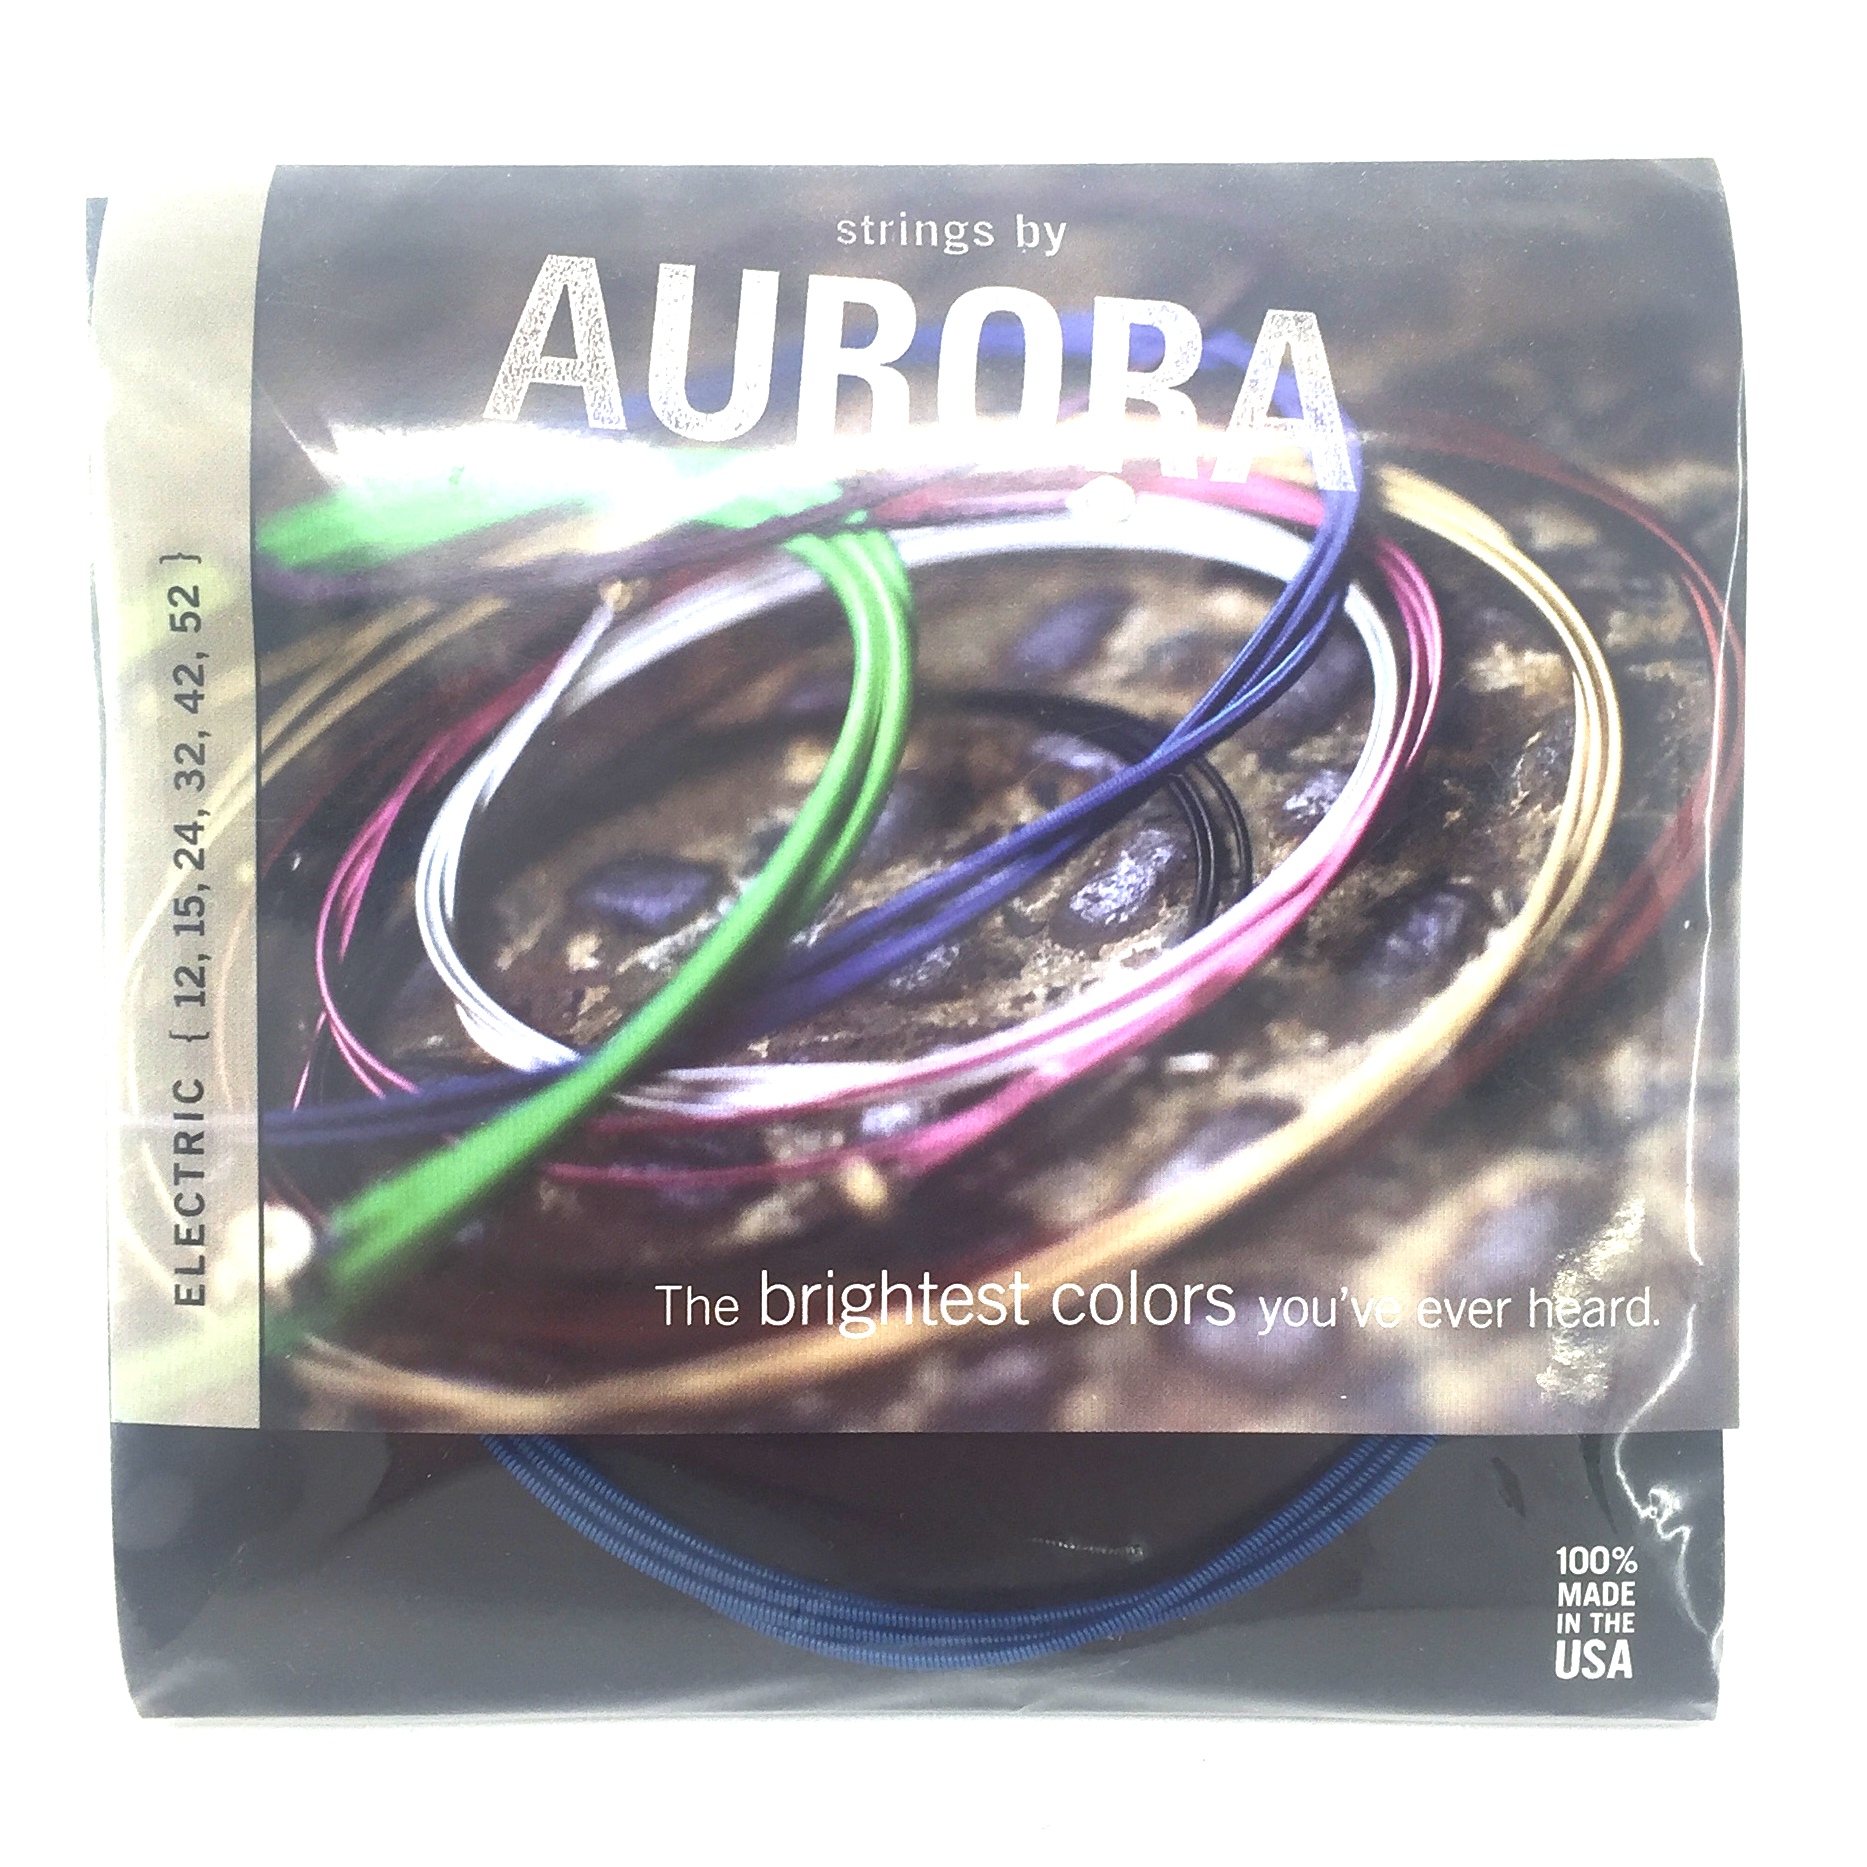 strings by
AURORA
ELECTRIC { 12, 15, 24, 32, 42, 52 }
The brightest colors you've ever heard.
100%
MADE
IN THE
USA